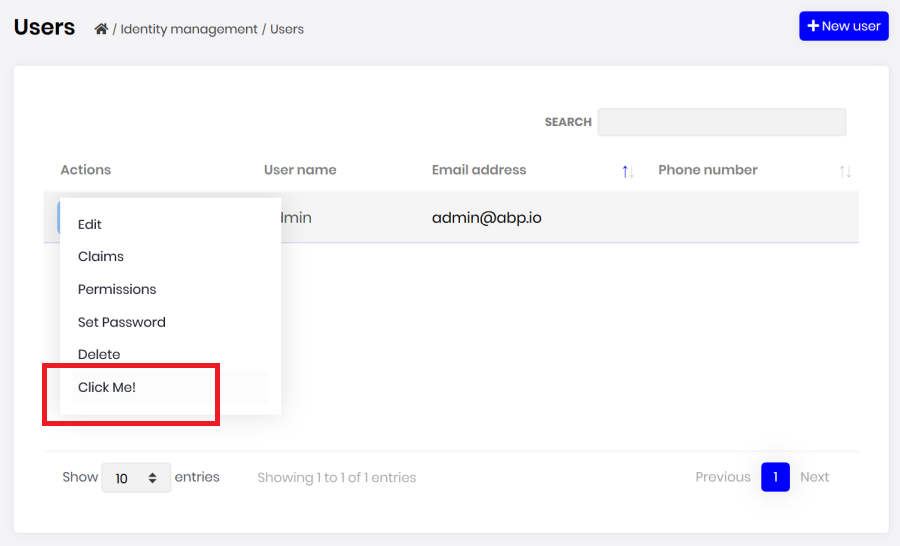 Users / Identity management / Users New user
SEARCH
Actions User name Email address Phone number
admin@abp.io
Edit
Claims
Permissions
Set Password
Delete
Click Me!
Show 10 entries Showing 1 to 1 of 1 entries Previous 1 Next